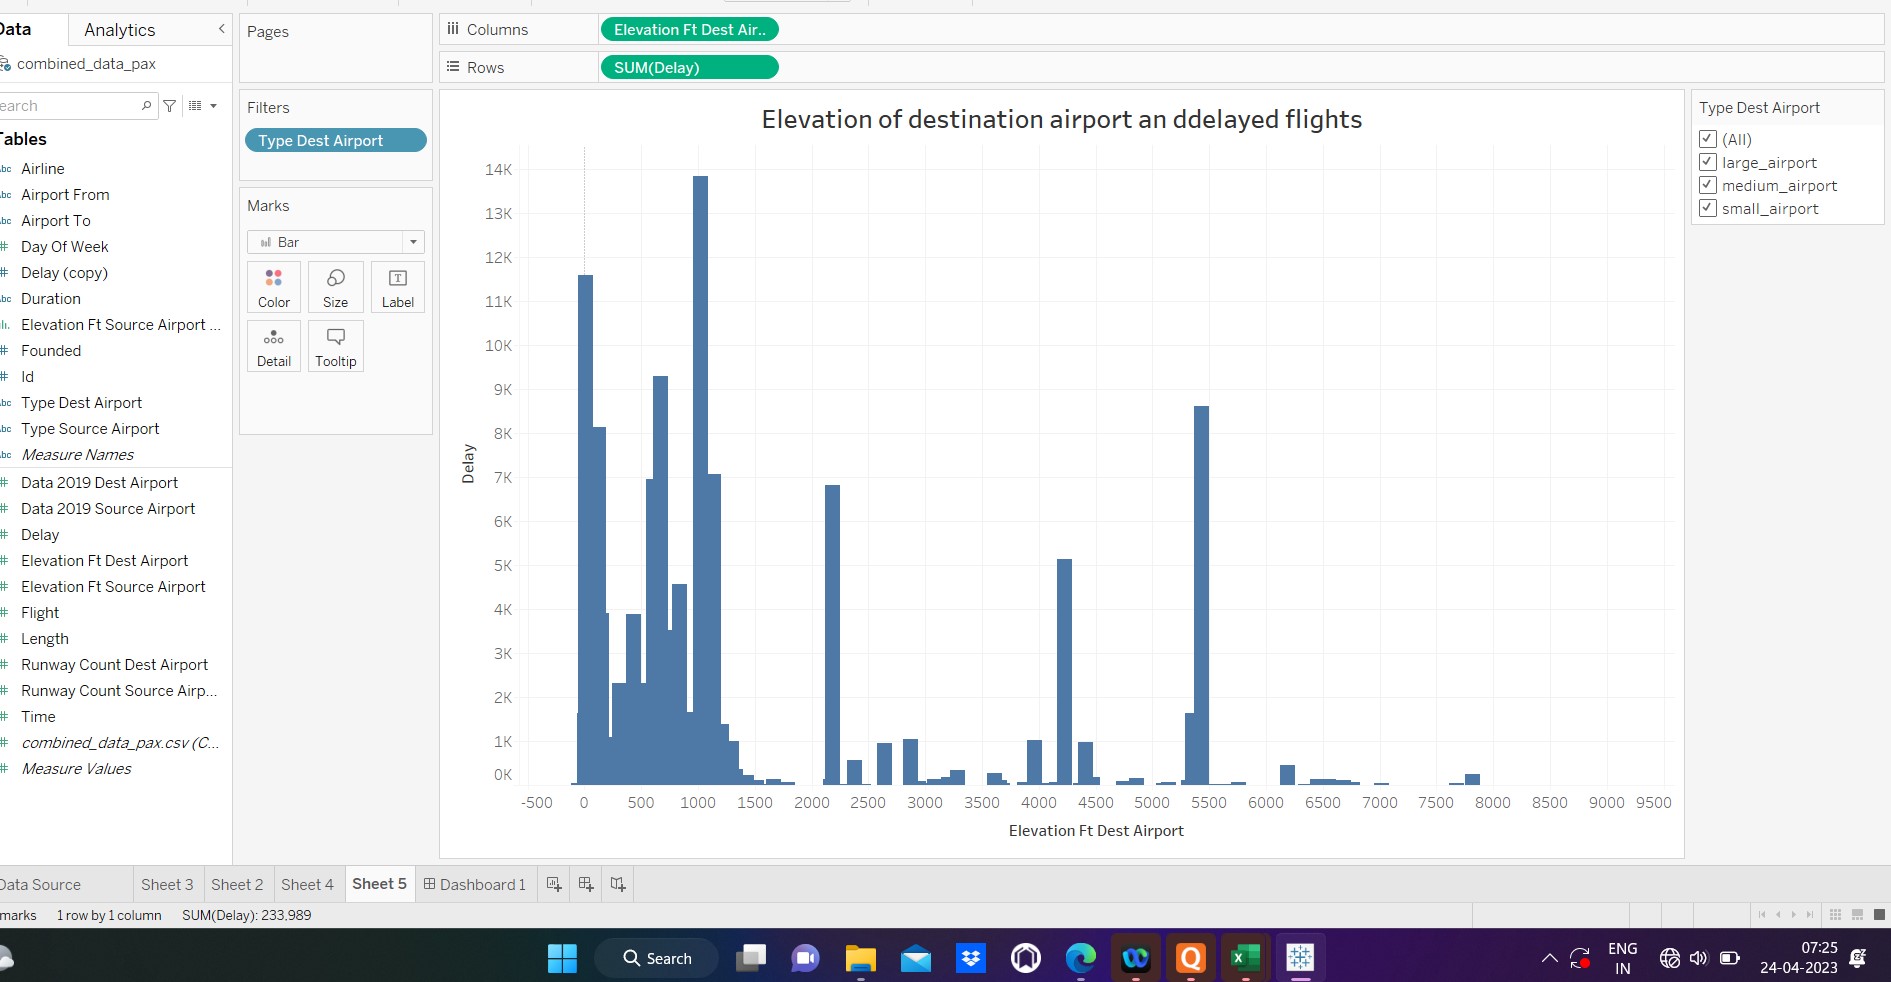 Data
Analytics
combined_data_pax
earch
Tables
Abc Airline
Abc Airport From
Abc Airport To
# Day Of Week
# Delay (copy)
Abc Duration
Elevation Ft Source Airport ...
# Founded
# Id
Abc Type Dest Airport
Abc Type Source Airport
Abc Measure Names
# Data 2019 Dest Airport
# Data 2019 Source Airport
# Delay
# Elevation Ft Dest Airport
# Elevation Ft Source Airport
# Flight
# Length
# Runway Count Dest Airport
# Runway Count Source Airp...
# Time
# combined_data_pax.csv (C...
# Measure Values
Pages
Filters
Type Dest Airport
Marks
Bar
Color Size Label
Detail Tooltip
Columns Elevation Ft Dest Air..
Rows SUM(Delay)
Elevation of destination airport an ddelayed flights
14K
13K
12K
11K
10K
9K
8K
7K
6K
5K
4K
3K
2K
1K
0K
Delay
-500 0 500 1000 1500 2000 2500 3000 3500 4000 4500 5000 5500 6000 6500 7000 7500 8000 8500 9000 9500
Elevation Ft Dest Airport
Type Dest Airport
(All)
large_airport
medium_airport
small_airport
Data Source Sheet 3 Sheet 2 Sheet 4 Sheet 5 Dashboard 1
marks 1 row by 1 column SUM(Delay): 233,989
Search
ENG
IN
07:25
24-04-2023